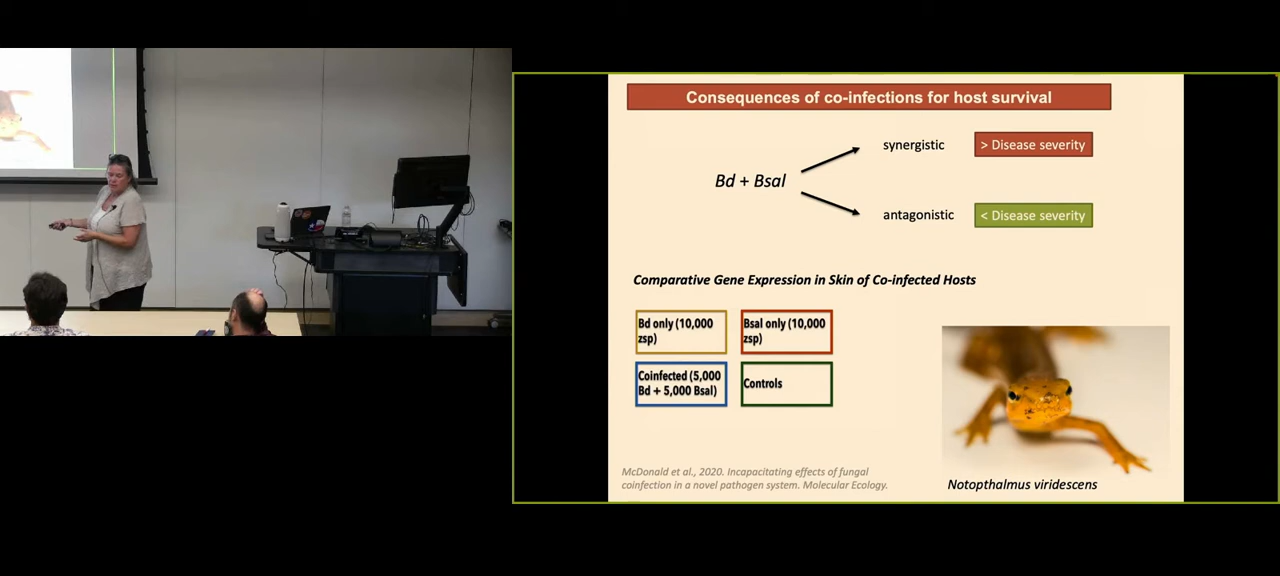 Consequences of co-infections for host survival
synergistic
> Disease severity
Bd + Bsal
antagonistic
< Disease severity
Comparative Gene Expression in Skin of Co-infected Hosts
Bd only (10,000
zsp)
Bsal only (10,000
zsp)
Coinfected (5,000
Bd + 5,000 Bsal)
Controls
McDonald et al., 2020. Incapacitating effects of fungal
coinfection in a novel pathogen system. Molecular Ecology.
Notopthalmus viridescens